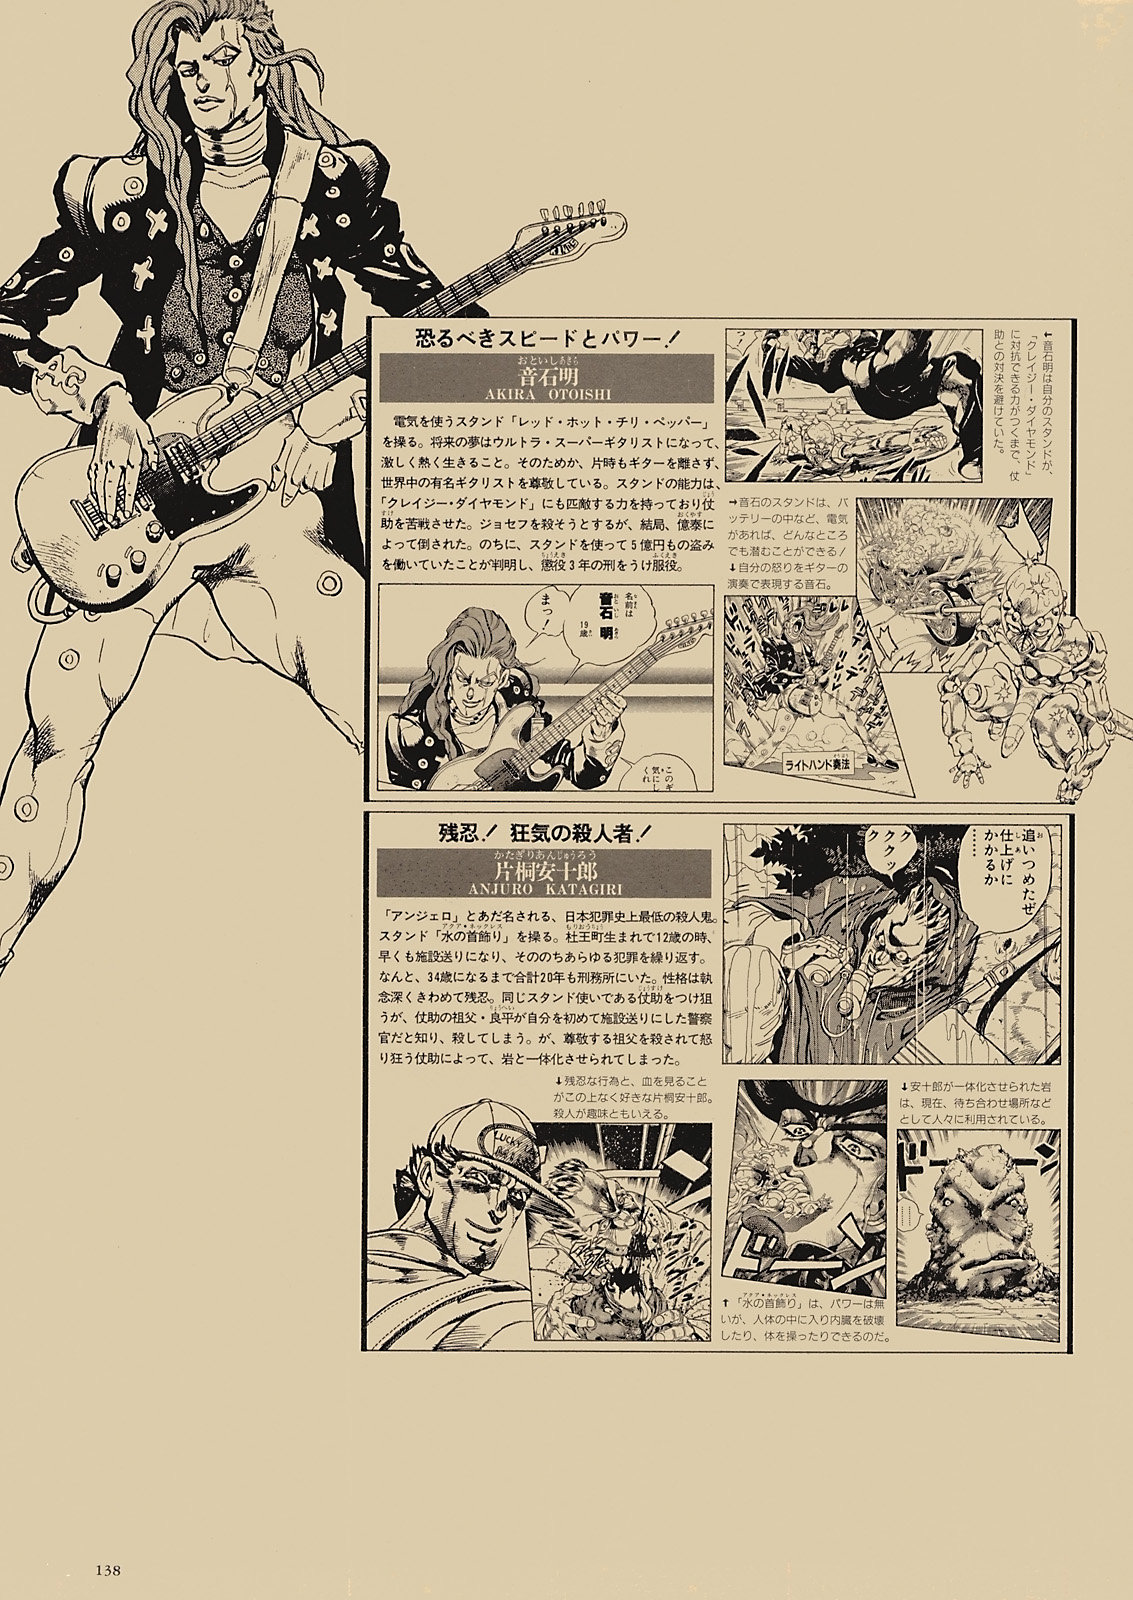 恐るべきスピードとパワー!
おといしあきら
音石明
AKIRA OTOISHI
電気を使うスタンド「レッド・ホット・チリ・ペッパー」
を操る。将来の夢はウルトラ・スーパーギタリストになって、
激しく熱く生きること。そのためか、片時もギターを離さず、
世界中の有名ギタリストを尊敬している。スタンドの能力は、
「クレイジー・ダイヤモンド」にも匹敵する力を持っており仗
助を苦戦させた。ジョセフを殺そうとするが、結局、億泰に
よって倒された。のちに、スタンドを使って5億円もの盗み
を働いていたことが判明し、懲役3年の刑をうけ服役。
名前は
音石 明
19歳
まっ!
このギ
気にし
くれ
←音石明は自分のスタンドが、
「クレイジー・ダイヤモンド」
に対抗できる力がつくまで、仗
助との対決を避けていた。
→音石のスタンドは、バ
ッテリーの中など、電気
があれば、どんなところ
でも潜むことができる!
↓自分の怒りをギターの
演奏で表現する音石。
ライトハンド奏法
残忍! 狂気の殺人者!
かたぎりあんじゅうろう
片桐安十郎
ANJURO KATAGIRI
「アンジェロ」とあだ名される、日本犯罪史上最低の殺人鬼。
スタンド「水の首飾り」を操る。杜王町生まれで12歳の時、
早くも施設送りになり、そののちあらゆる犯罪を繰り返す。
なんと、34歳になるまで合計20年も刑務所にいた。性格は執
念深くきわめて残忍。同じスタンド使いである仗助をつけ狙
うが、仗助の祖父・良平が自分を初めて施設送りにした警察
官だと知り、殺してしまう。が、尊敬する祖父を殺されて怒
り狂う仗助によって、岩と一体化させられてしまった。
追いつめたぜ
仕上げに
かかるか
………
ククッ
クク
↓残忍な行為と、血を見ること
がこの上なく好きな片桐安十郎。
殺人が趣味ともいえる。
LUCKY
↓安十郎が一体化させられた岩
は、現在、待ち合わせ場所など
として人々に利用されている。
ドーーン
ドーーン
↑「水の首飾り」は、パワーは無
いが、人体の中に入り内臓を破壊
したり、体を操ったりできるのだ。
138